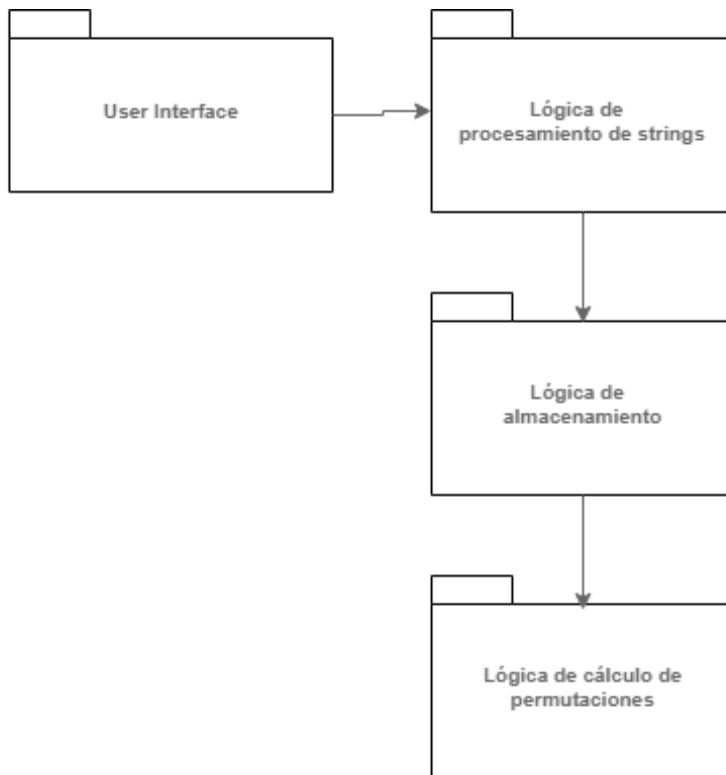 User Interface
Lógica de
procesamiento de strings
Lógica de
almacenamiento
Lógica de cálculo de
permutaciones